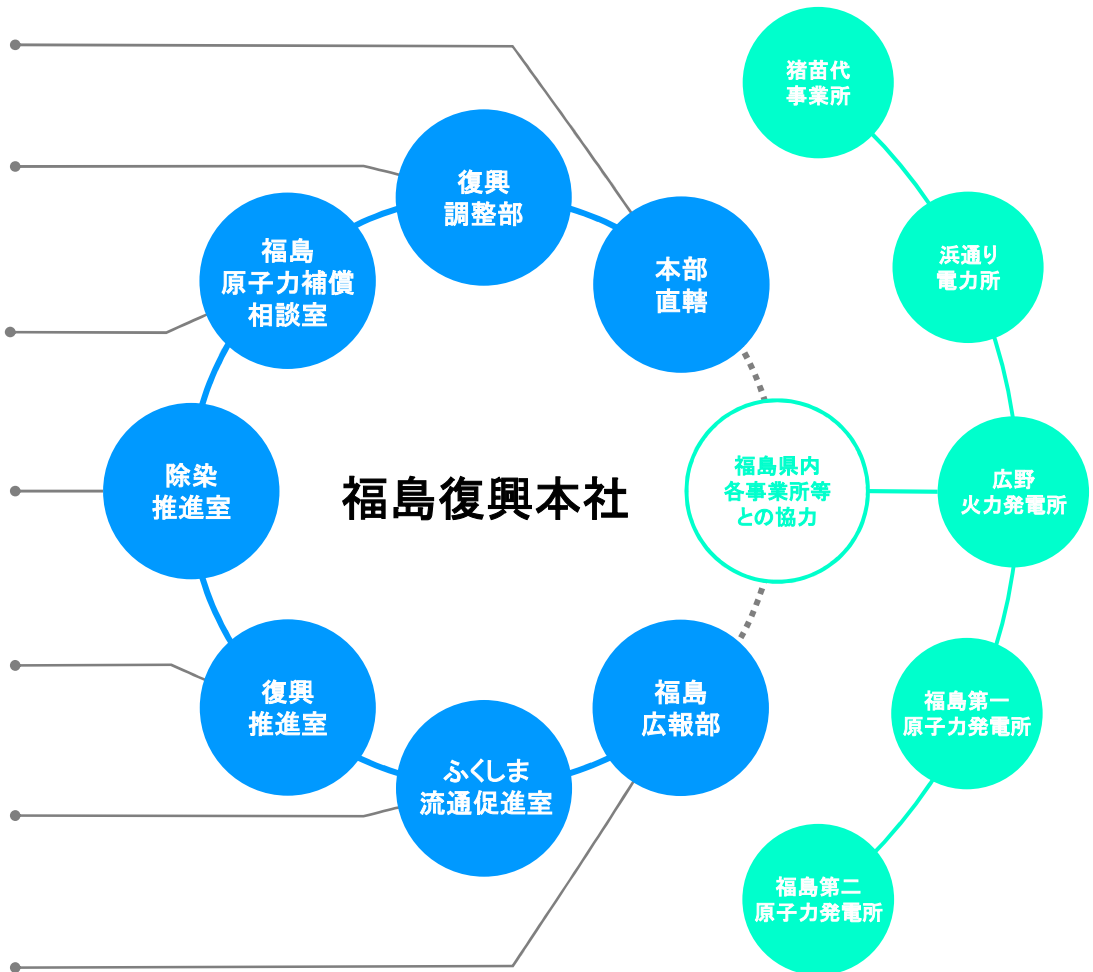 猪苗代
事業所
復興
調整部
福島
原子力補償
相談室
本部
直轄
浜通り
電力所
除染
推進室
福島復興本社
福島県内
各事業所等
との協力
広野
火力発電所
復興
推進室
ふくしま
流通促進室
福島
広報部
福島第一
原子力発電所
福島第二
原子力発電所